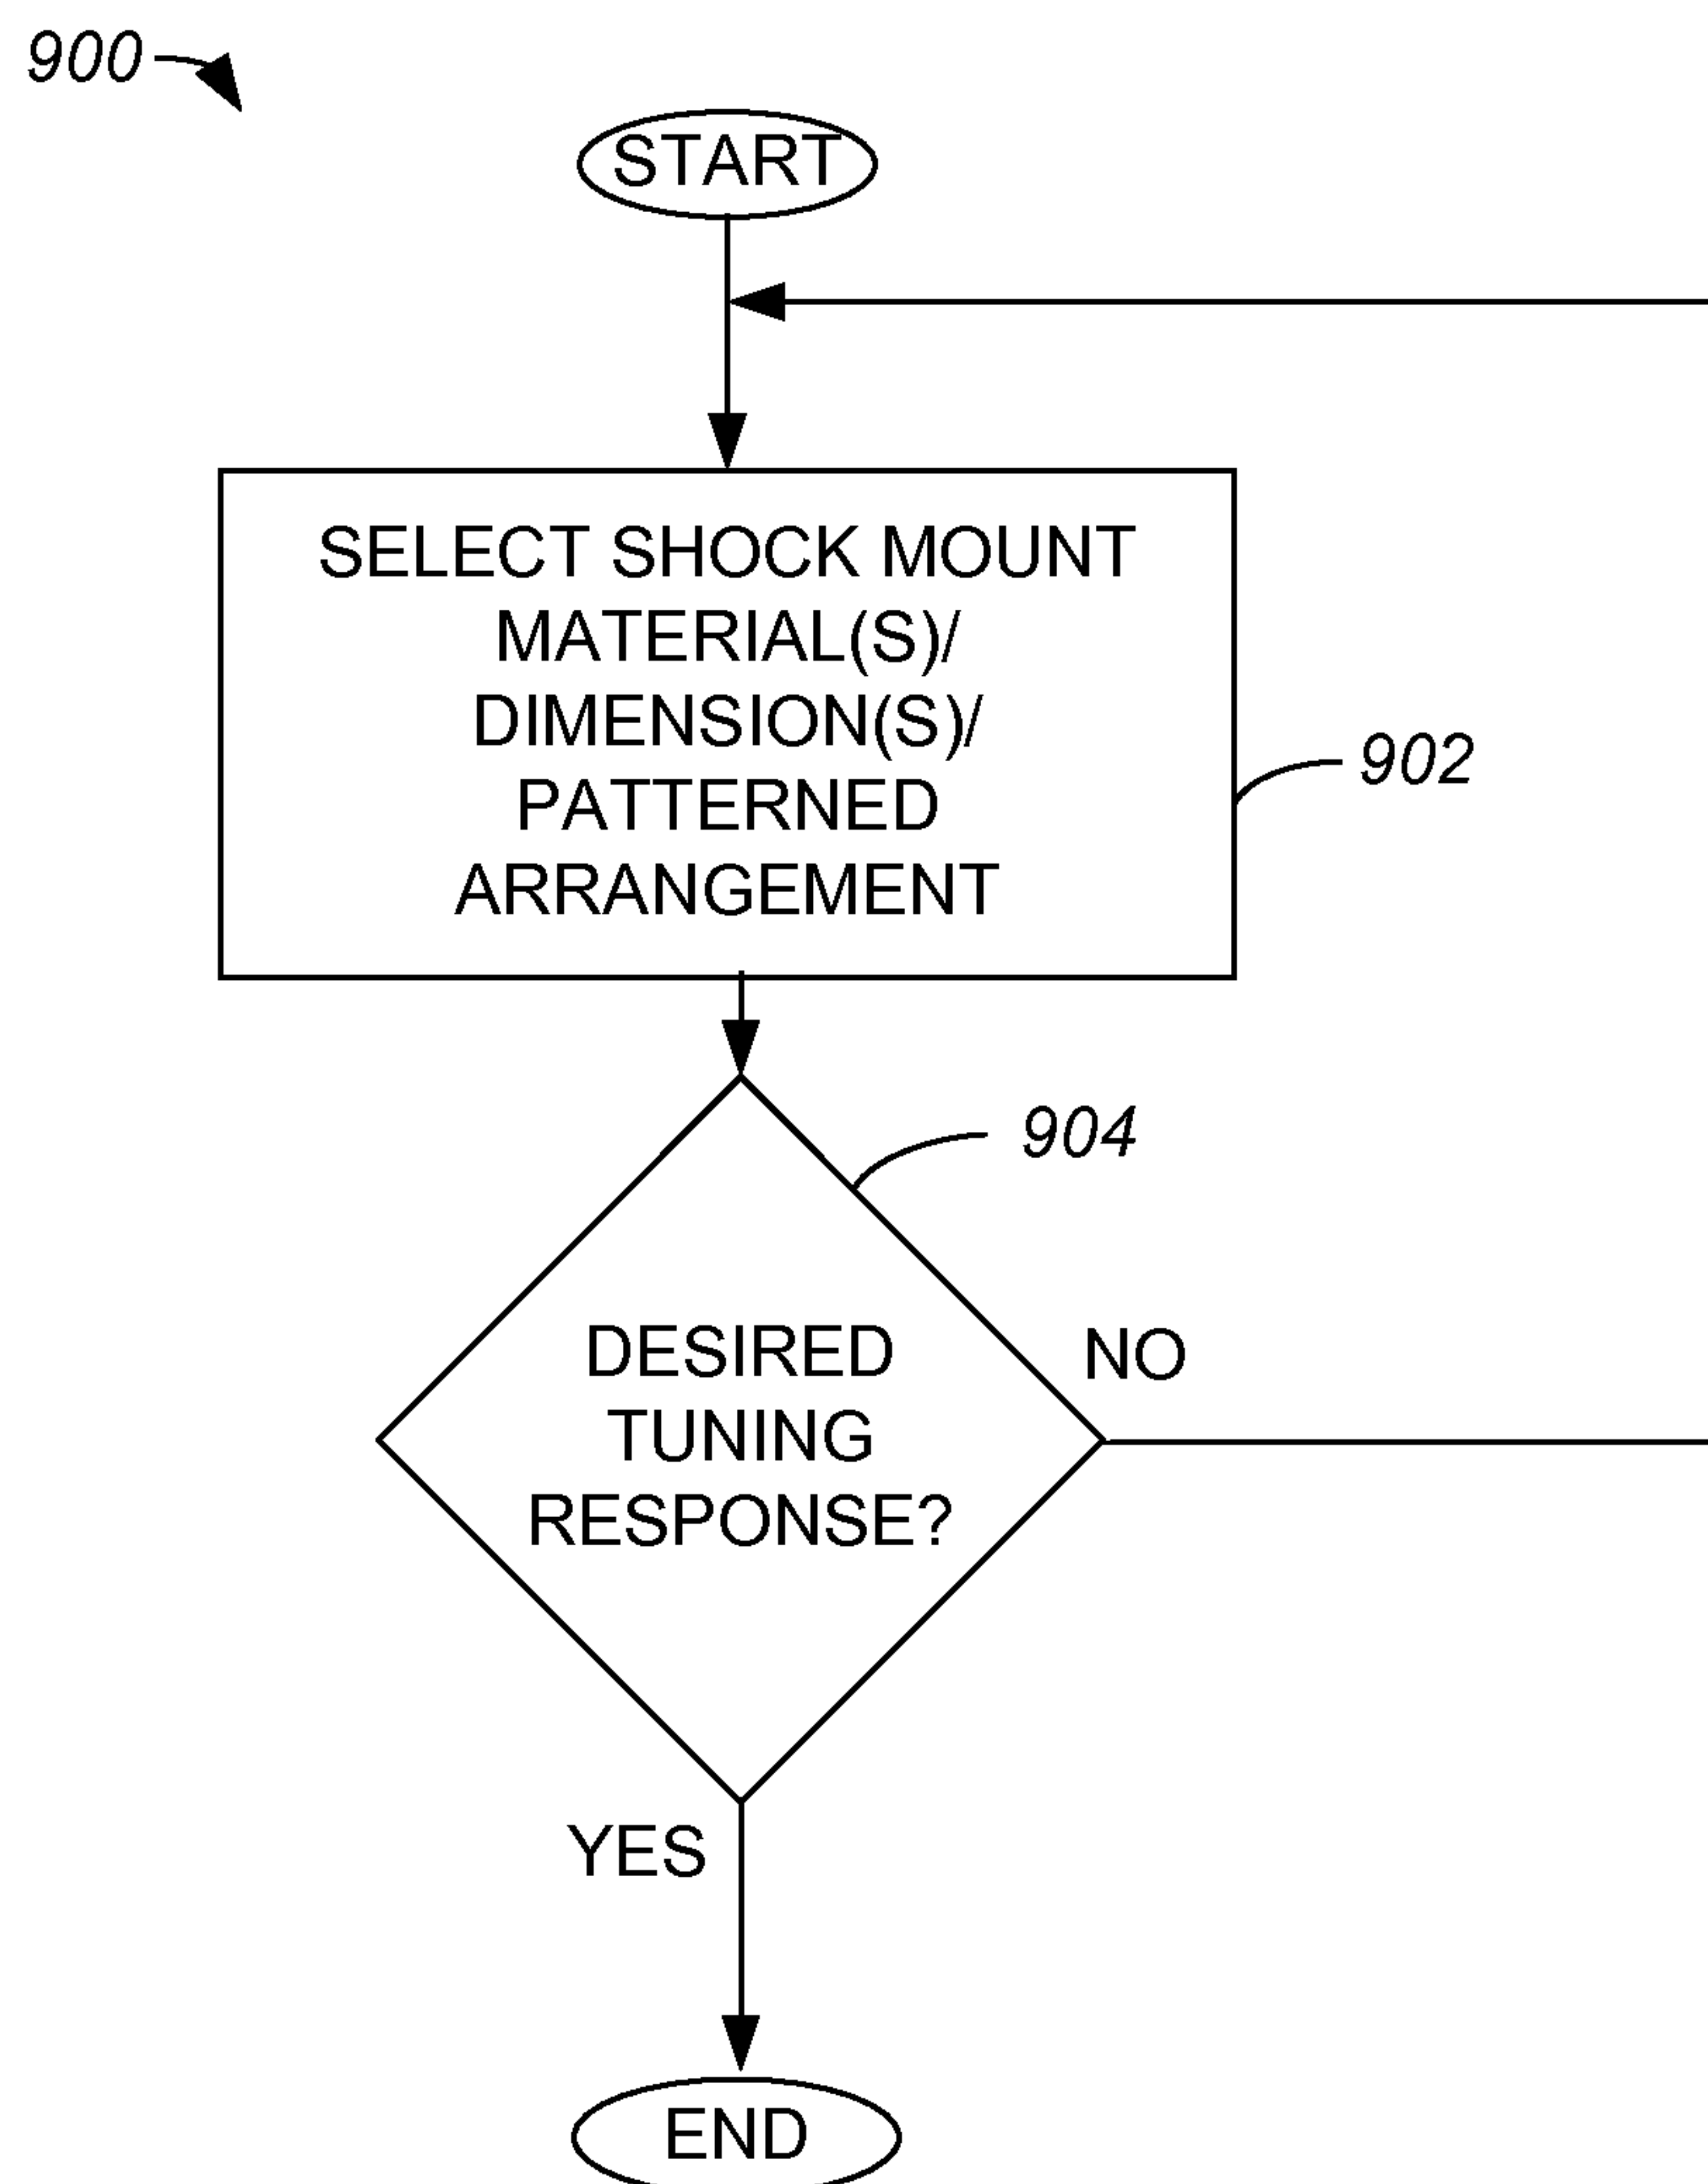 900
START
SELECT SHOCK MOUNT
MATERIAL(S)/
DIMENSION(S)/
PATTERNED
ARRANGEMENT
902
904
DESIRED
TUNING
RESPONSE?
NO
YES
END